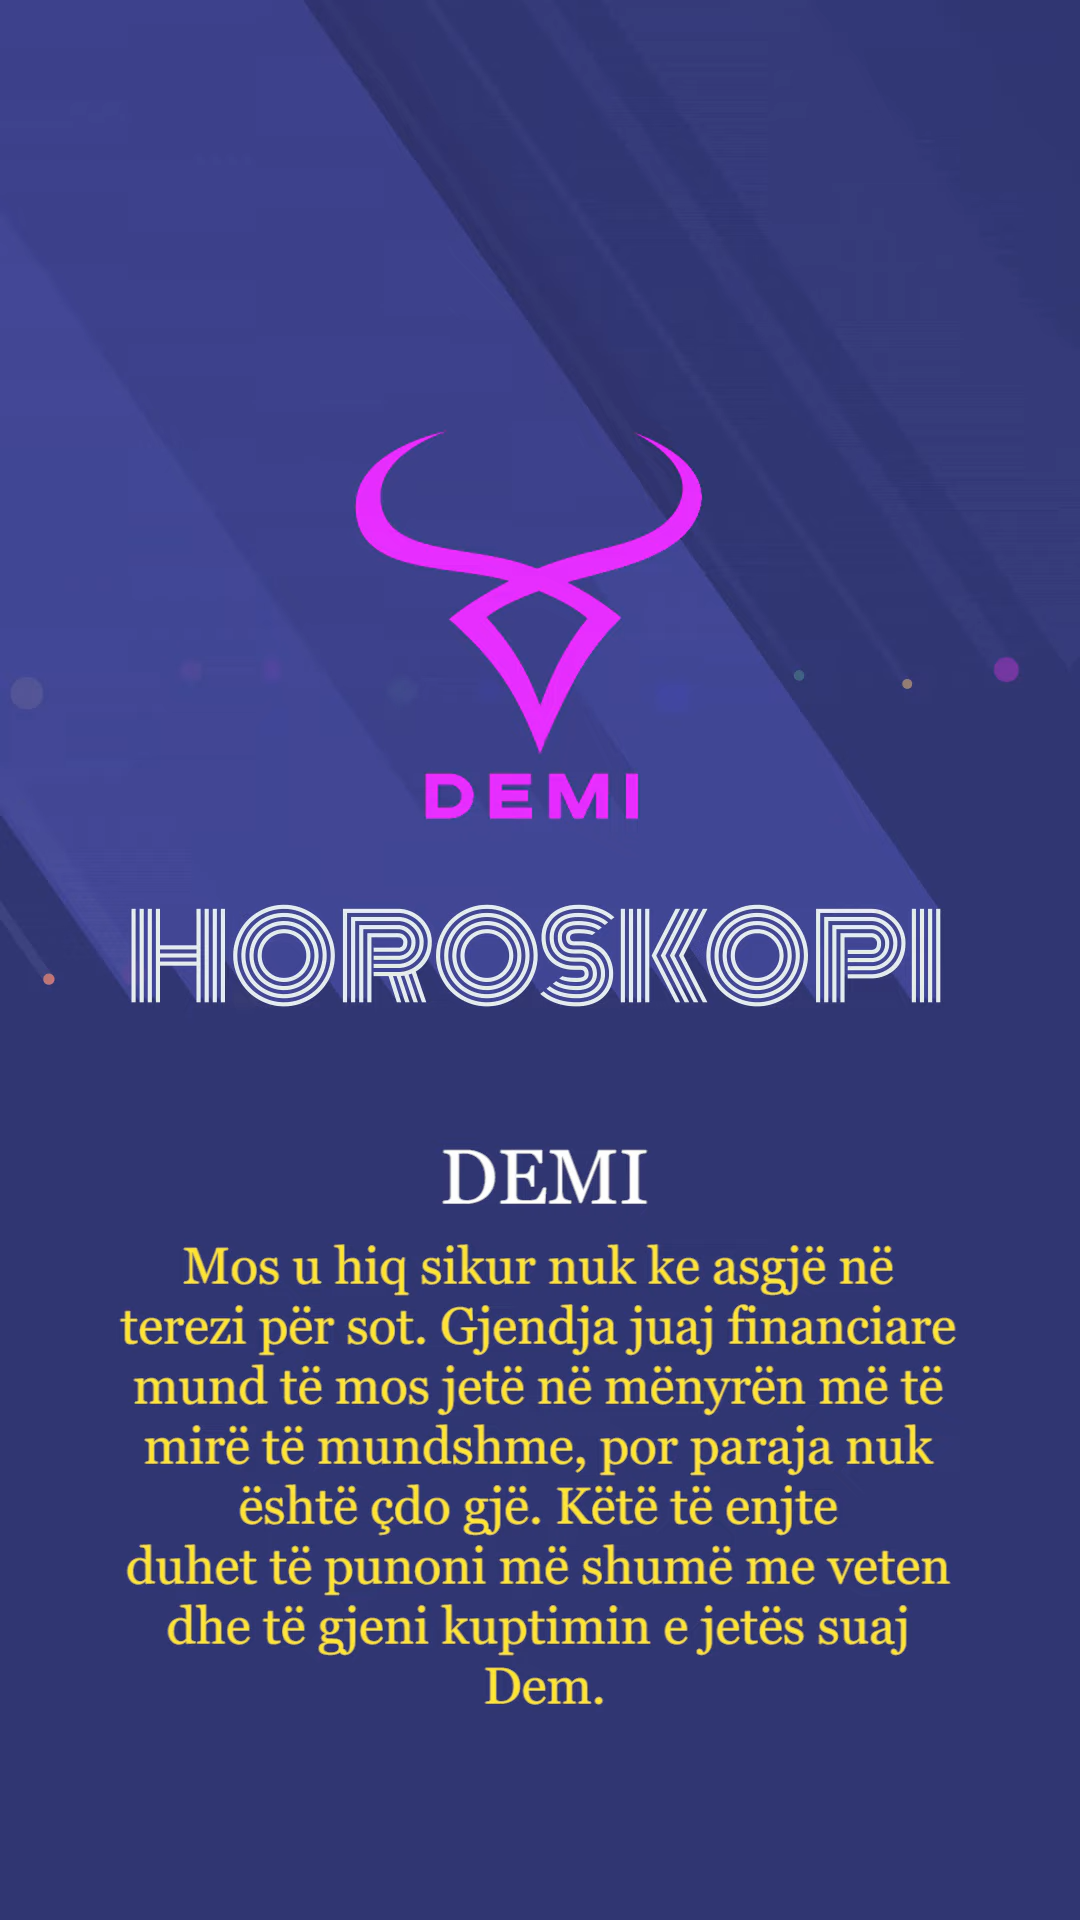 DEMI
HOROSKOPI
DEMI
Mos u hiq sikur nuk ke asgjë në
terezi për sot. Gjendja juaj financiare
mund të mos jetë në mënyrën më të
mirë të mundshme, por paraja nuk
është çdo gjë. Këtë të enjte
duhet të punoni më shumë me veten
dhe të gjeni kuptimin e jetës suaj
Dem.